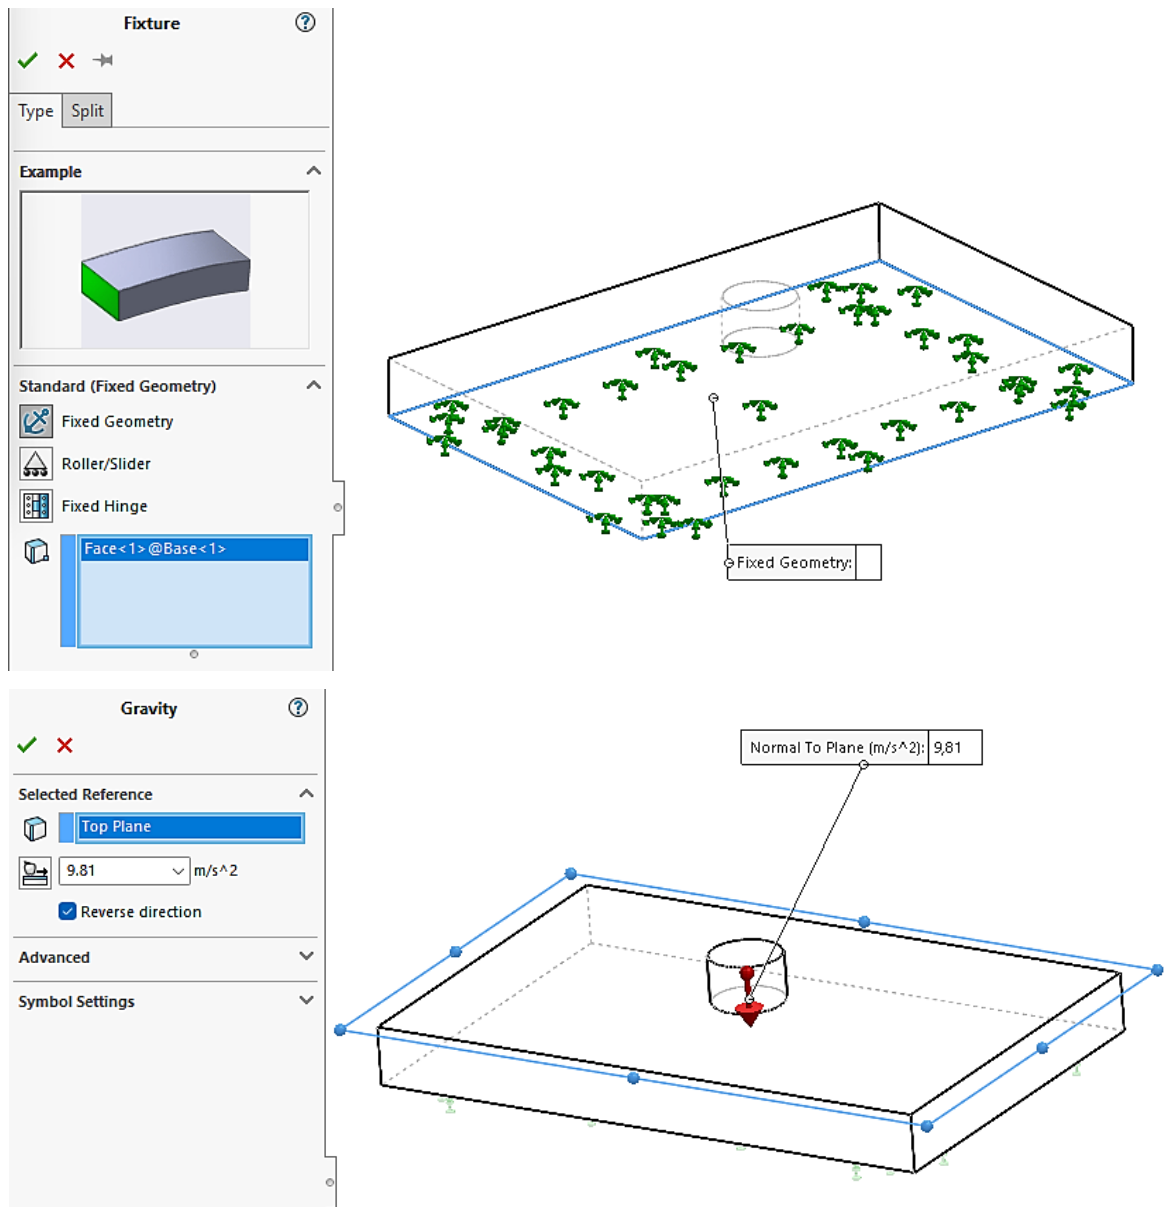 Fixture
Type
Split
Example
Standard (Fixed Geometry)
Fixed Geometry
Roller/Slider
Fixed Hinge
Face<1>@Base<1>
Fixed Geometry:
Gravity
Selected Reference
Top Plane
9.81 m/s^2
Reverse direction
Advanced
Symbol Settings
Normal To Plane (m/s^2): 9,81